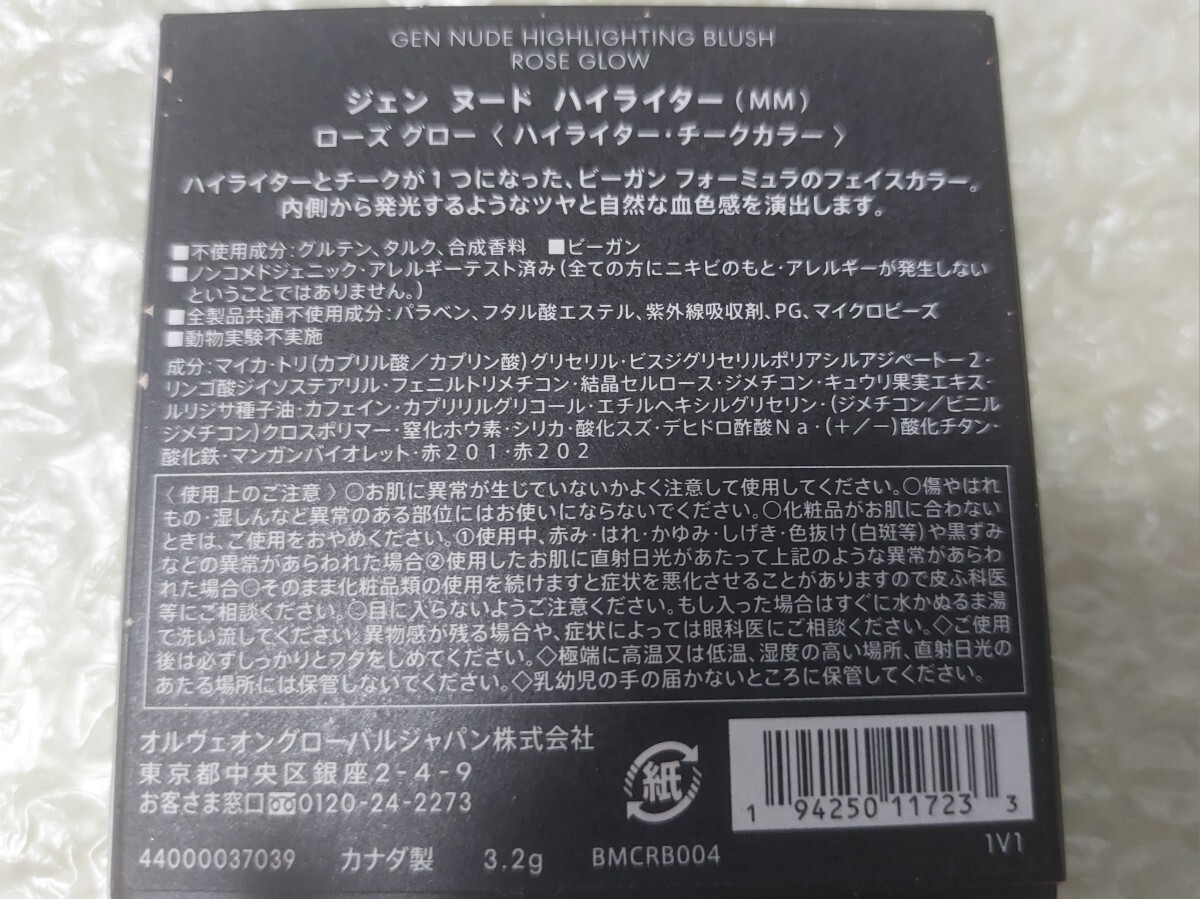 GEN NUDE HIGHLIGHTING BLUSH
ROSE GLOW
ジェン ヌード ハイライター（MM）
ローズ グロー〈 ハイライター・チークカラー 〉
ハイライターとチークが１つになった、ビーガン フォーミュラのフェイスカラー。
内側から発光するようなツヤと自然な血色感を演出します。
■不使用成分：グルテン、タルク、合成香料　■ビーガン
■ノンコメドジェニック・アレルギーテスト済み（全ての方にニキビのもと・アレルギーが発生しない
ということではありません。）
■全製品共通不使用成分：パラベン、フタル酸エステル、紫外線吸収剤、PG、マイクロビーズ
■動物実験不実施
成分：マイカ・トリ（カプリル酸／カプリン酸）グリセリル・ビスジグリセリルポリアシルアジペートー２・
リンゴ酸ジイソステアリル・フェニルトリメチコン・結晶セルロース・ジメチコン・キュウリ果実エキス・
ルリジサ種子油・カフェイン・カプリリルグリコール・エチルヘキシルグリセリン・（ジメチコン／ビニル
ジメチコン）クロスポリマー・窒化ホウ素・シリカ・酸化スズ・デヒドロ酢酸Ｎａ・（＋／－）酸化チタン・
酸化鉄・マンガンバイオレット・赤２０１・赤２０２
〈 使用上のご注意 〉○お肌に異常が生じていないかよく注意して使用してください。○傷やはれ
もの・湿しんなど異常のある部位にはお使いにならないでください。○化粧品がお肌に合わない
ときは、ご使用をおやめください。①使用中、赤み・はれ・かゆみ・しげき・色抜け（白斑等）や黒ずみ
などの異常があらわれた場合②使用したお肌に直射日光があたって上記のような異常があらわ
れた場合○そのまま化粧品類の使用を続けますと症状を悪化させることがありますので皮ふ科医
等にご相談ください。○目に入らないようご注意ください。もし入った場合はすぐに水かぬるま湯
で洗い流してください。異物感が残る場合や、症状によっては眼科医にご相談ください。◇ご使用
後は必ずしっかりとフタをしめてください。◇極端に高温又は低温、湿度の高い場所、直射日光の
あたる場所には保管しないでください。◇乳幼児の手の届かないところに保管してください。
オルヴェオングローバルジャパン株式会社
東京都中央区銀座２-４-９
お客さま窓口 0120-24-2273
紙
1 94250 11723 3
1V1
44000037039 カナダ製 3.2g BMCRB004